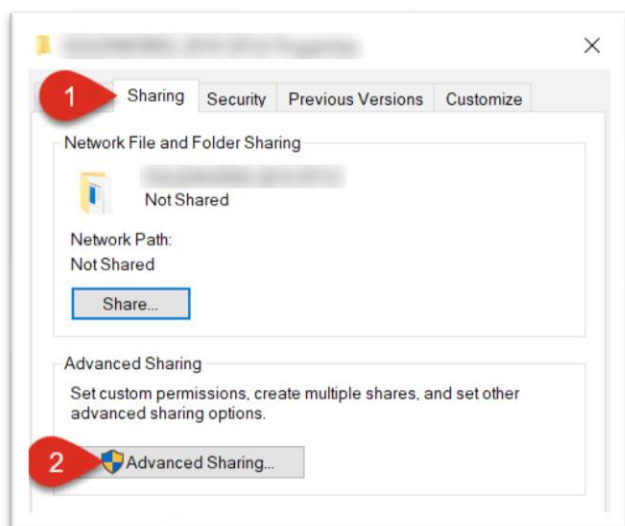 1
Sharing
Security
Previous Versions
Customize
Network File and Folder Sharing
Not Shared
Network Path:
Not Shared
Share...
Advanced Sharing
Set custom permissions, create multiple shares, and set other
advanced sharing options.
2
Advanced Sharing...